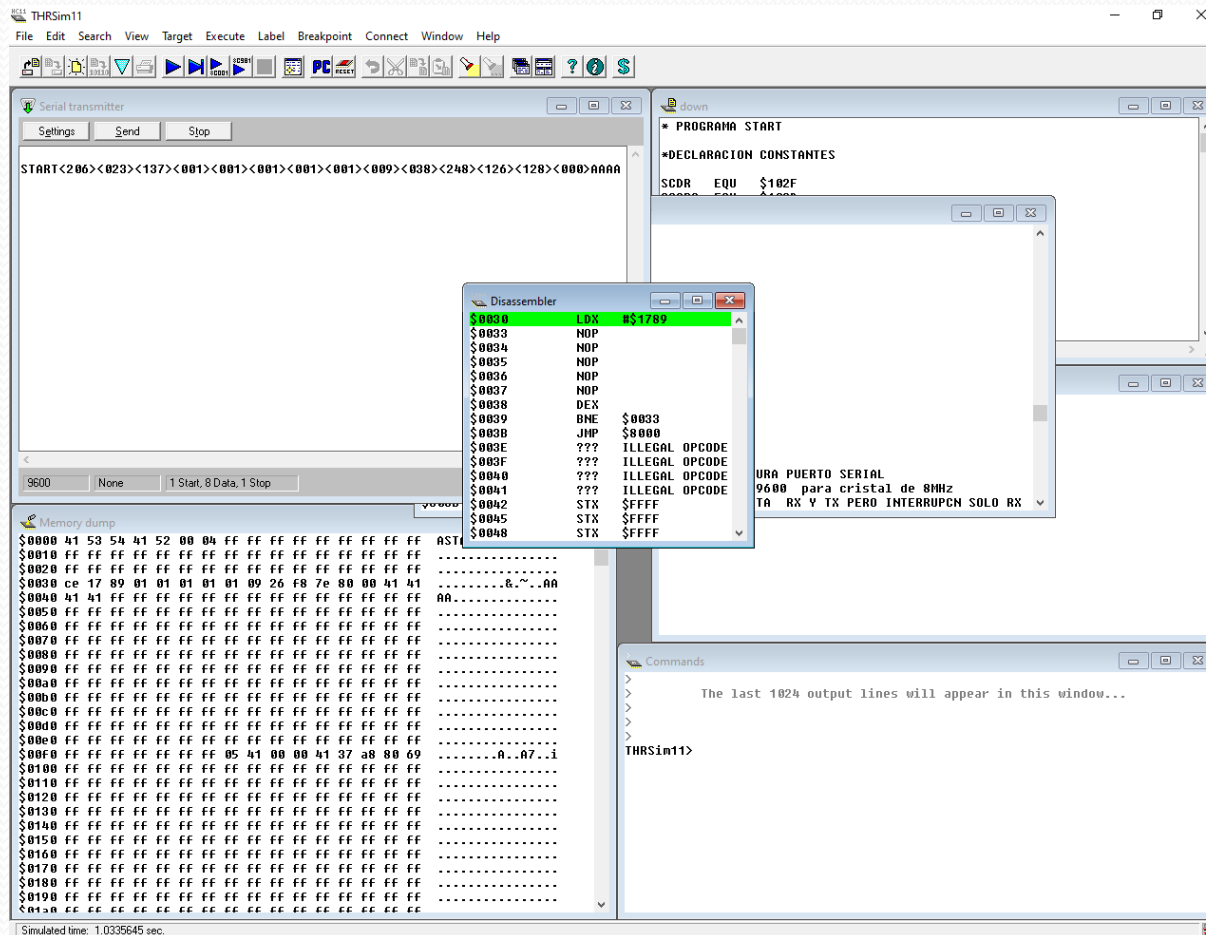 HC11
THRSim11
File Edit Search View Target Execute Label Breakpoint Connect Window Help
Serial transmitter
Settings Send Stop
START<206><023><137><001><001><001><001><001><009><038><248><126><128><000>AAAA
9600 None 1 Start, 8 Data, 1 Stop
down
* PROGRAMA START
*DECLARACION CONSTANTES
SCDR EQU $102F
Disassembler
$0030 LDX #$1789
$0033 NOP
$0034 NOP
$0035 NOP
$0036 NOP
$0037 NOP
$0038 DEX
$0039 BNE $0033
$003B JMP $8000
$003E ??? ILLEGAL OPCODE
$003F ??? ILLEGAL OPCODE
$0040 ??? ILLEGAL OPCODE
$0041 ??? ILLEGAL OPCODE
$0042 STX $FFFF
$0045 STX $FFFF
$0048 STX $FFFF
URA PUERTO SERIAL
9600 para cristal de 8MHz
TA RX Y TX PERO INTERRUPCN SOLO RX
Memory dump
$0000 41 53 54 41 52 00 04 ff ff ff ff ff ff ff ff ff
$0010 ff ff ff ff ff ff ff ff ff ff ff ff ff ff ff ff ................
$0020 ff ff ff ff ff ff ff ff ff ff ff ff ff ff ff ff ................
$0030 ce 17 89 01 01 01 01 01 09 26 f8 7e 80 00 41 41 .........&.~..AA
$0040 41 41 ff ff ff ff ff ff ff ff ff ff ff ff ff ff AA..............
$0050 ff ff ff ff ff ff ff ff ff ff ff ff ff ff ff ff ................
$0060 ff ff ff ff ff ff ff ff ff ff ff ff ff ff ff ff ................
$0070 ff ff ff ff ff ff ff ff ff ff ff ff ff ff ff ff ................
$0080 ff ff ff ff ff ff ff ff ff ff ff ff ff ff ff ff ................
$0090 ff ff ff ff ff ff ff ff ff ff ff ff ff ff ff ff ................
$00a0 ff ff ff ff ff ff ff ff ff ff ff ff ff ff ff ff ................
$00b0 ff ff ff ff ff ff ff ff ff ff ff ff ff ff ff ff ................
$00c0 ff ff ff ff ff ff ff ff ff ff ff ff ff ff ff ff ................
$00d0 ff ff ff ff ff ff ff ff ff ff ff ff ff ff ff ff ................
$00e0 ff ff ff ff ff ff ff ff ff ff ff ff ff ff ff ff ................
$00f0 ff ff ff ff ff ff ff 05 41 00 00 41 37 a8 80 69 ........A..A7..i
$0100 ff ff ff ff ff ff ff ff ff ff ff ff ff ff ff ff ................
$0110 ff ff ff ff ff ff ff ff ff ff ff ff ff ff ff ff ................
$0120 ff ff ff ff ff ff ff ff ff ff ff ff ff ff ff ff ................
$0130 ff ff ff ff ff ff ff ff ff ff ff ff ff ff ff ff ................
$0140 ff ff ff ff ff ff ff ff ff ff ff ff ff ff ff ff ................
$0150 ff ff ff ff ff ff ff ff ff ff ff ff ff ff ff ff ................
$0160 ff ff ff ff ff ff ff ff ff ff ff ff ff ff ff ff ................
$0170 ff ff ff ff ff ff ff ff ff ff ff ff ff ff ff ff ................
$0180 ff ff ff ff ff ff ff ff ff ff ff ff ff ff ff ff ................
$0190 ff ff ff ff ff ff ff ff ff ff ff ff ff ff ff ff ................
Commands
>
> The last 1024 output lines will appear in this window...
>
>
>
THRSim11>
Simulated time: 1.0335645 sec.